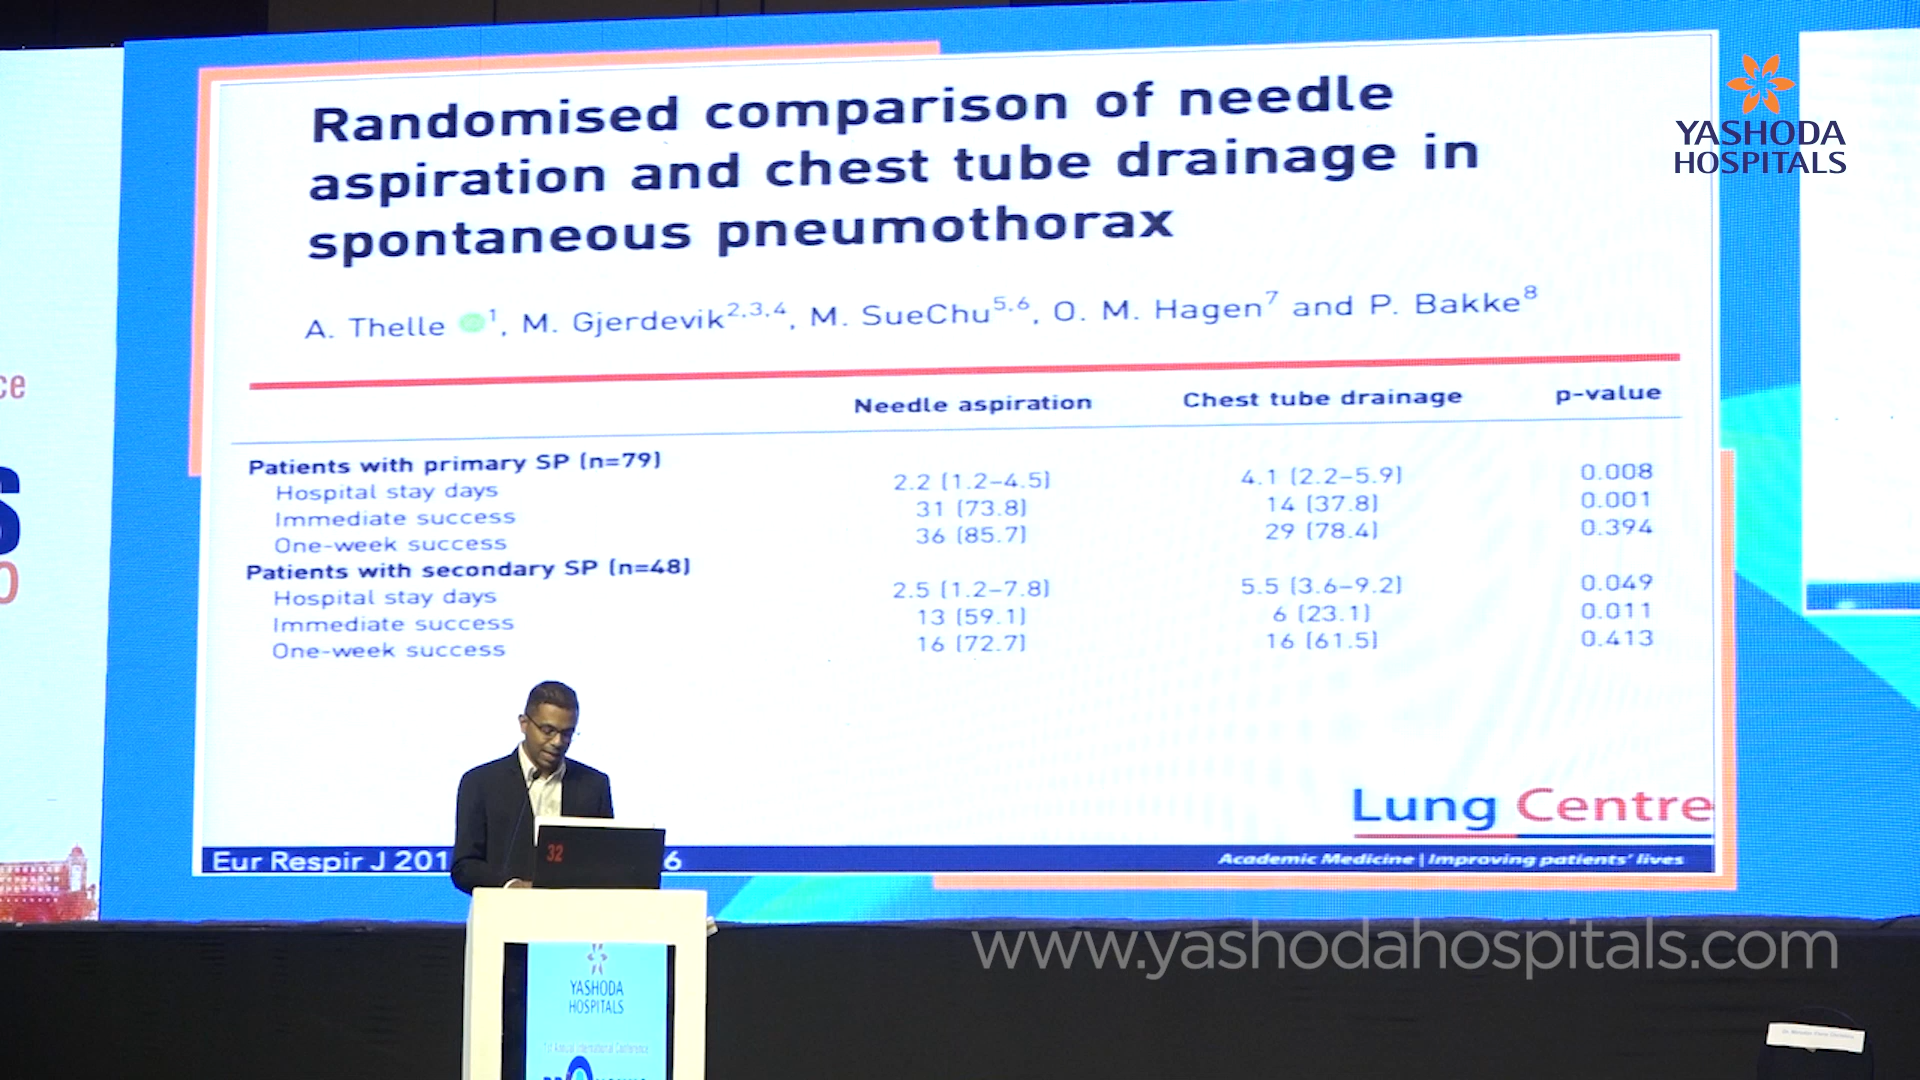 Randomised comparison of needle
aspiration and chest tube drainage in
spontaneous pneumothorax
A. Thelle 1, M. Gjerdevik2,3,4, M. SueChu5,6, O. M. Hagen7 and P. Bakke8
Needle aspiration Chest tube drainage p-value
Patients with primary SP (n=79)
Hospital stay days 2.2 (1.2–4.5) 4.1 (2.2–5.9) 0.008
Immediate success 31 (73.8) 14 (37.8) 0.001
One-week success 36 (85.7) 29 (78.4) 0.394
Patients with secondary SP (n=48)
Hospital stay days 2.5 (1.2–7.8) 5.5 (3.6–9.2) 0.049
Immediate success 13 (59.1) 6 (23.1) 0.011
One-week success 16 (72.7) 16 (61.5) 0.413
Lung Centre
Eur Respir J 201 6
Academic Medicine | Improving patients' lives
YASHODA
HOSPITALS
ce
S
0
32
www.yashodahospitals.com
YASHODA
HOSPITALS
1st Annual International Conference